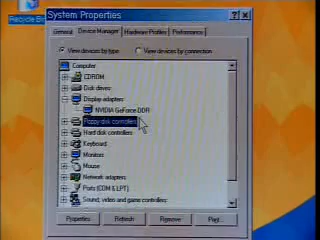 Recycle Bin
System Properties
General
Device Manager
Hardware Profiles
Performance
View devices by type
View devices by connection
Computer
CDROM
Disk drives
Display adapters
NVIDIA GeForce DDR
Floppy disk controllers
Hard disk controllers
Keyboard
Monitors
Mouse
Network adapters
Ports (COM & LPT)
Sound, video and game controllers
Properties
Refresh
Remove
Print...